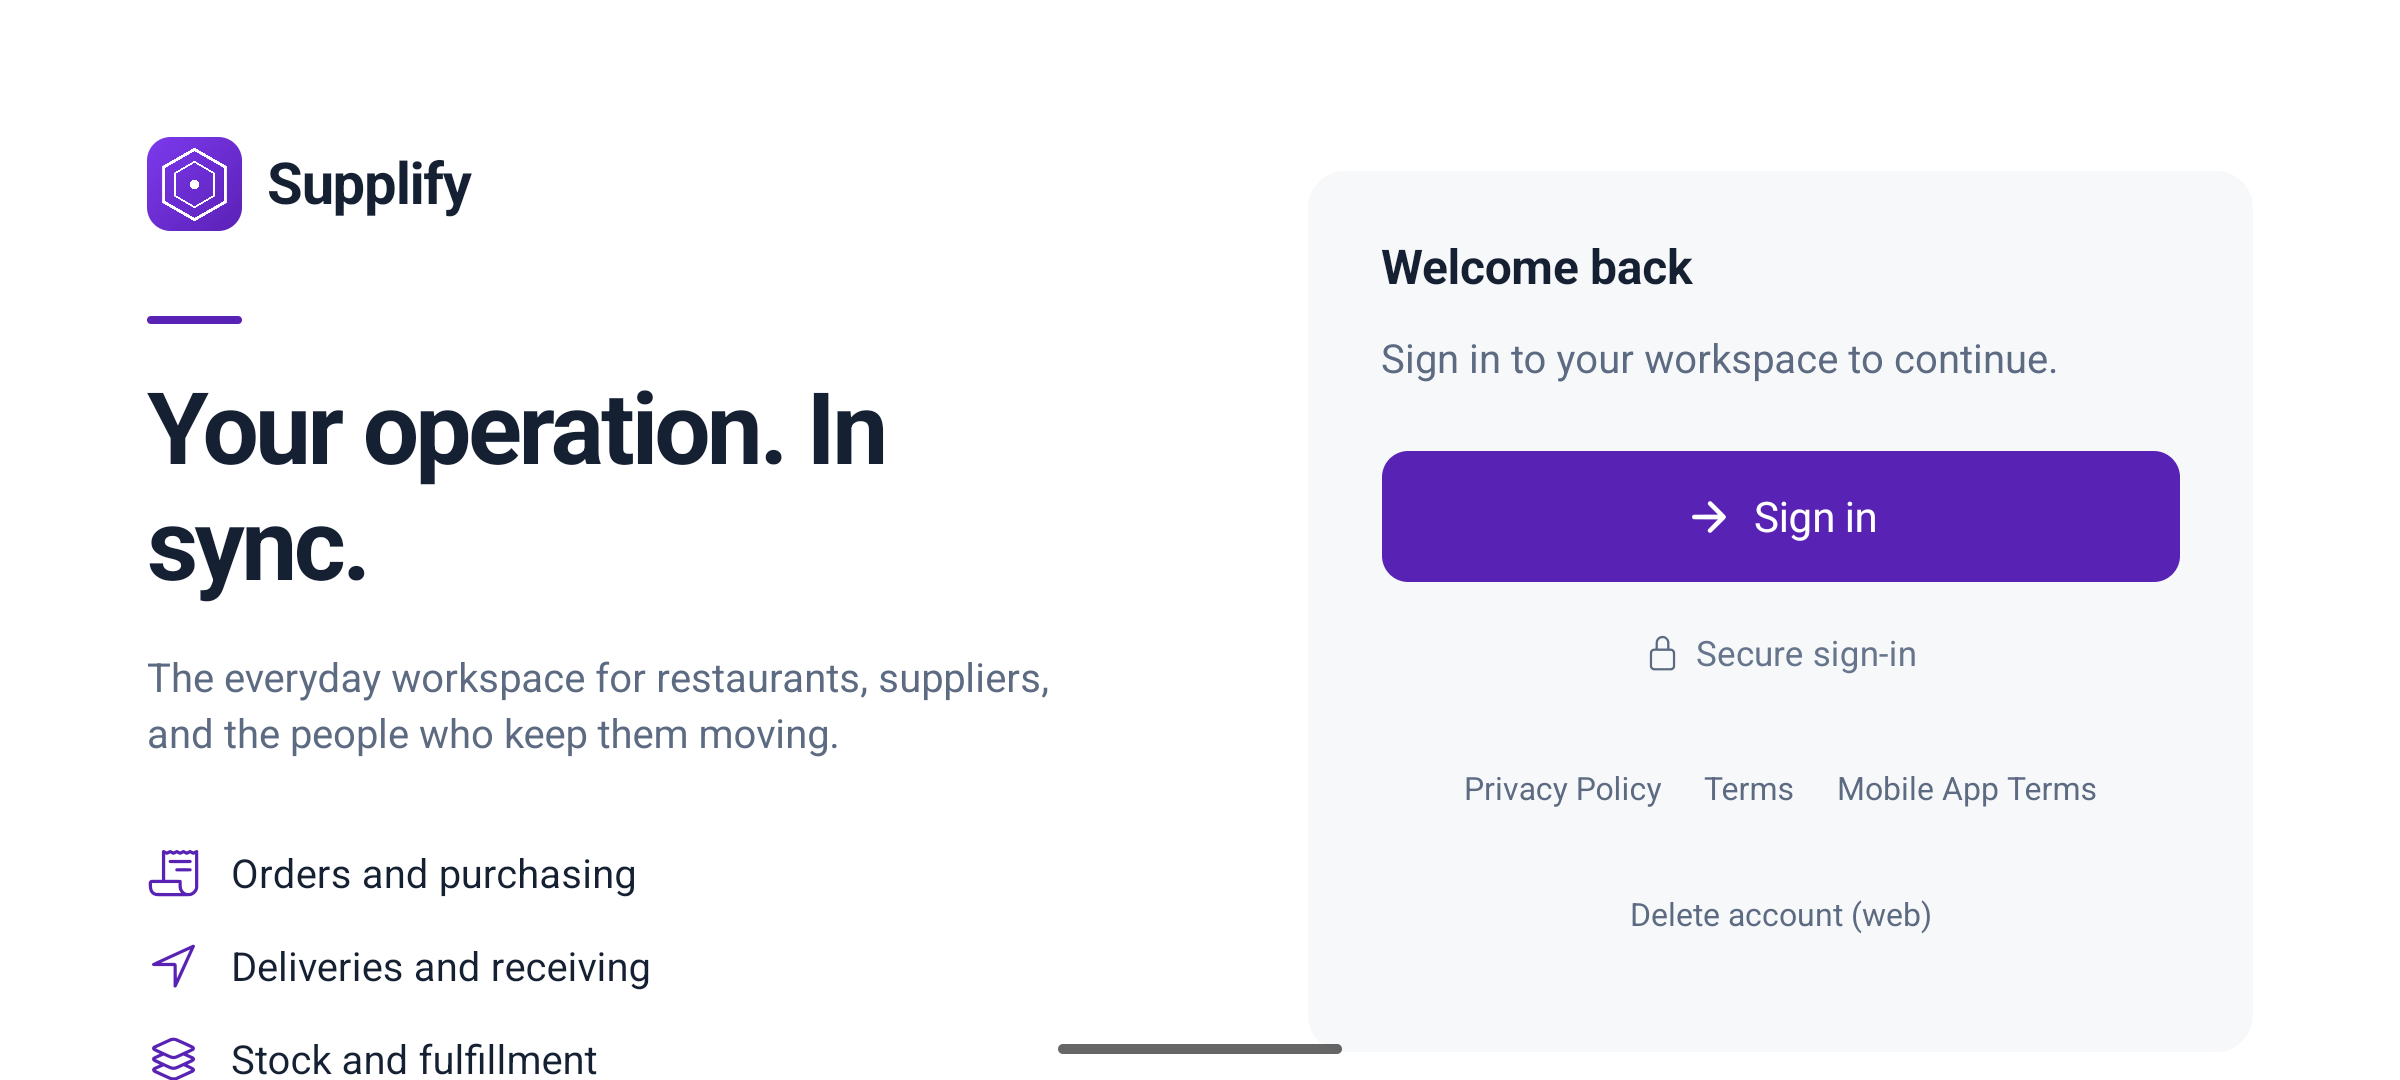 Supplify
Your operation. In
sync.
The everyday workspace for restaurants, suppliers,
and the people who keep them moving.
Orders and purchasing
Deliveries and receiving
Stock and fulfillment
Welcome back
Sign in to your workspace to continue.
Sign in
Secure sign-in
Privacy Policy Terms Mobile App Terms
Delete account (web)